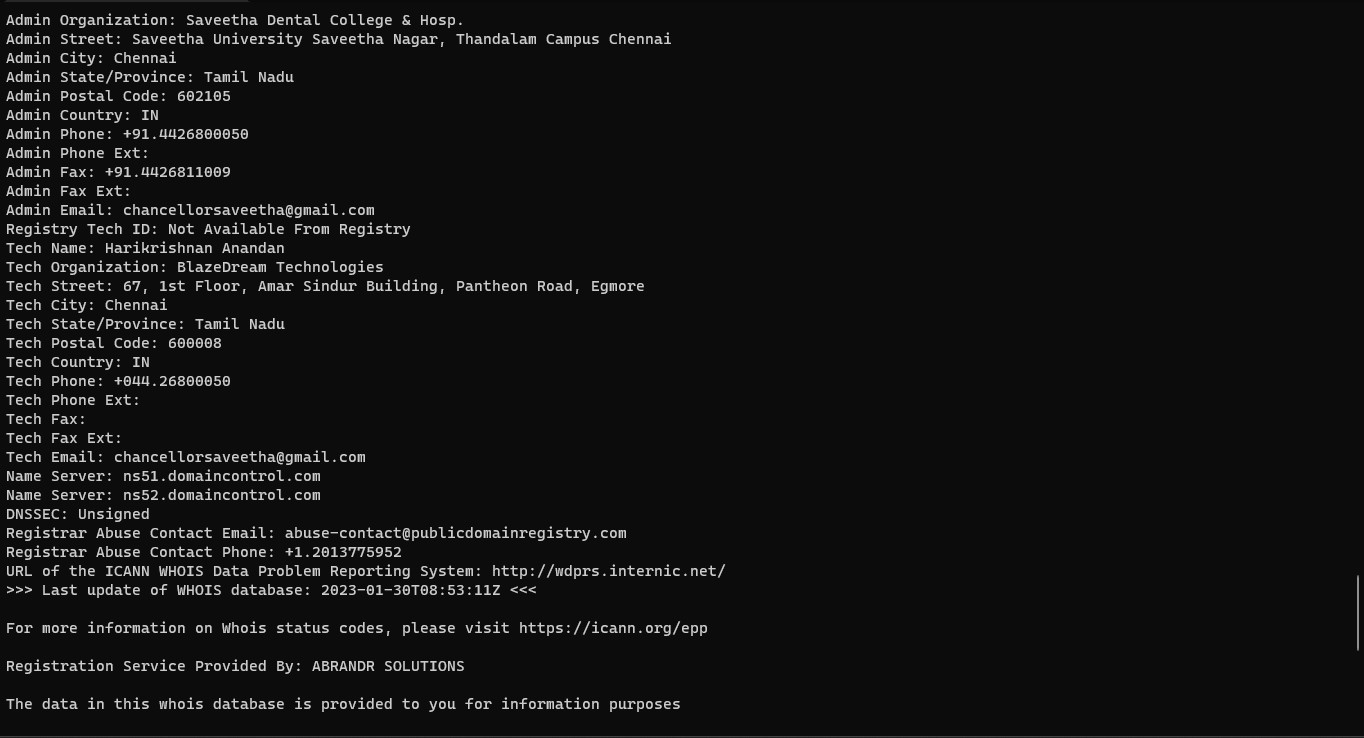 Admin Organization: Saveetha Dental College & Hosp.
Admin Street: Saveetha University Saveetha Nagar, Thandalam Campus Chennai
Admin City: Chennai
Admin State/Province: Tamil Nadu
Admin Postal Code: 602105
Admin Country: IN
Admin Phone: +91.4426800050
Admin Phone Ext:
Admin Fax: +91.4426811009
Admin Fax Ext:
Admin Email: chancellorsaveetha@gmail.com
Registry Tech ID: Not Available From Registry
Tech Name: Harikrishnan Anandan
Tech Organization: BlazeDream Technologies
Tech Street: 67, 1st Floor, Amar Sindur Building, Pantheon Road, Egmore
Tech City: Chennai
Tech State/Province: Tamil Nadu
Tech Postal Code: 600008
Tech Country: IN
Tech Phone: +044.26800050
Tech Phone Ext:
Tech Fax:
Tech Fax Ext:
Tech Email: chancellorsaveetha@gmail.com
Name Server: ns51.domaincontrol.com
Name Server: ns52.domaincontrol.com
DNSSEC: Unsigned
Registrar Abuse Contact Email: abuse-contact@publicdomainregistry.com
Registrar Abuse Contact Phone: +1.2013775952
URL of the ICANN WHOIS Data Problem Reporting System: http://wdprs.internic.net/
>>> Last update of WHOIS database: 2023-01-30T08:53:11Z <<<
For more information on Whois status codes, please visit https://icann.org/epp
Registration Service Provided By: ABRANDR SOLUTIONS
The data in this whois database is provided to you for information purposes